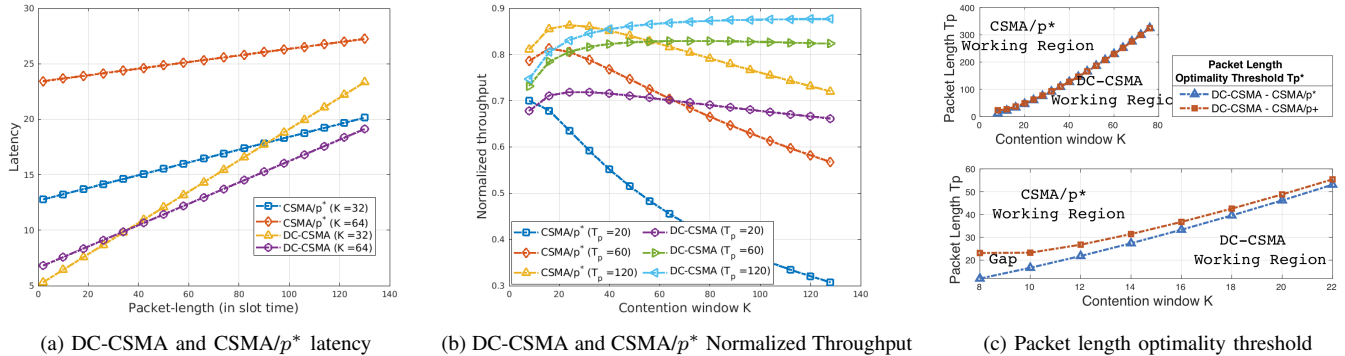 30
25
20
15
10
5
Latency
0 20 40 60 80 100 120 140
Packet-length (in slot time)
CSMA/p* (K =32)
CSMA/p* (K =64)
DC-CSMA (K =32)
DC-CSMA (K =64)
(a) DC-CSMA and CSMA/p* latency
0.9
0.8
0.7
0.6
0.5
0.4
0.3
Normalized throughput
0 20 40 60 80 100 120 140
Contention window K
CSMA/p* (Tp =20)
CSMA/p* (Tp =60)
CSMA/p* (Tp =120)
DC-CSMA (Tp =20)
DC-CSMA (Tp =60)
DC-CSMA (Tp =120)
(b) DC-CSMA and CSMA/p* Normalized Throughput
400
300
200
100
0
Packet Length Tp
CSMA/p*
Working Region
DC-CSMA
Working Regio
0 20 40 60 80
Contention window K
Packet Length
Optimality Threshold Tp*
DC-CSMA - CSMA/p*
DC-CSMA - CSMA/p+
60
50
40
30
20
Packet Length Tp
CSMA/p*
Working Region
DC-CSMA
Working Region
Gap
8 10 12 14 16 18 20 22
Contention window K
(c) Packet length optimality threshold